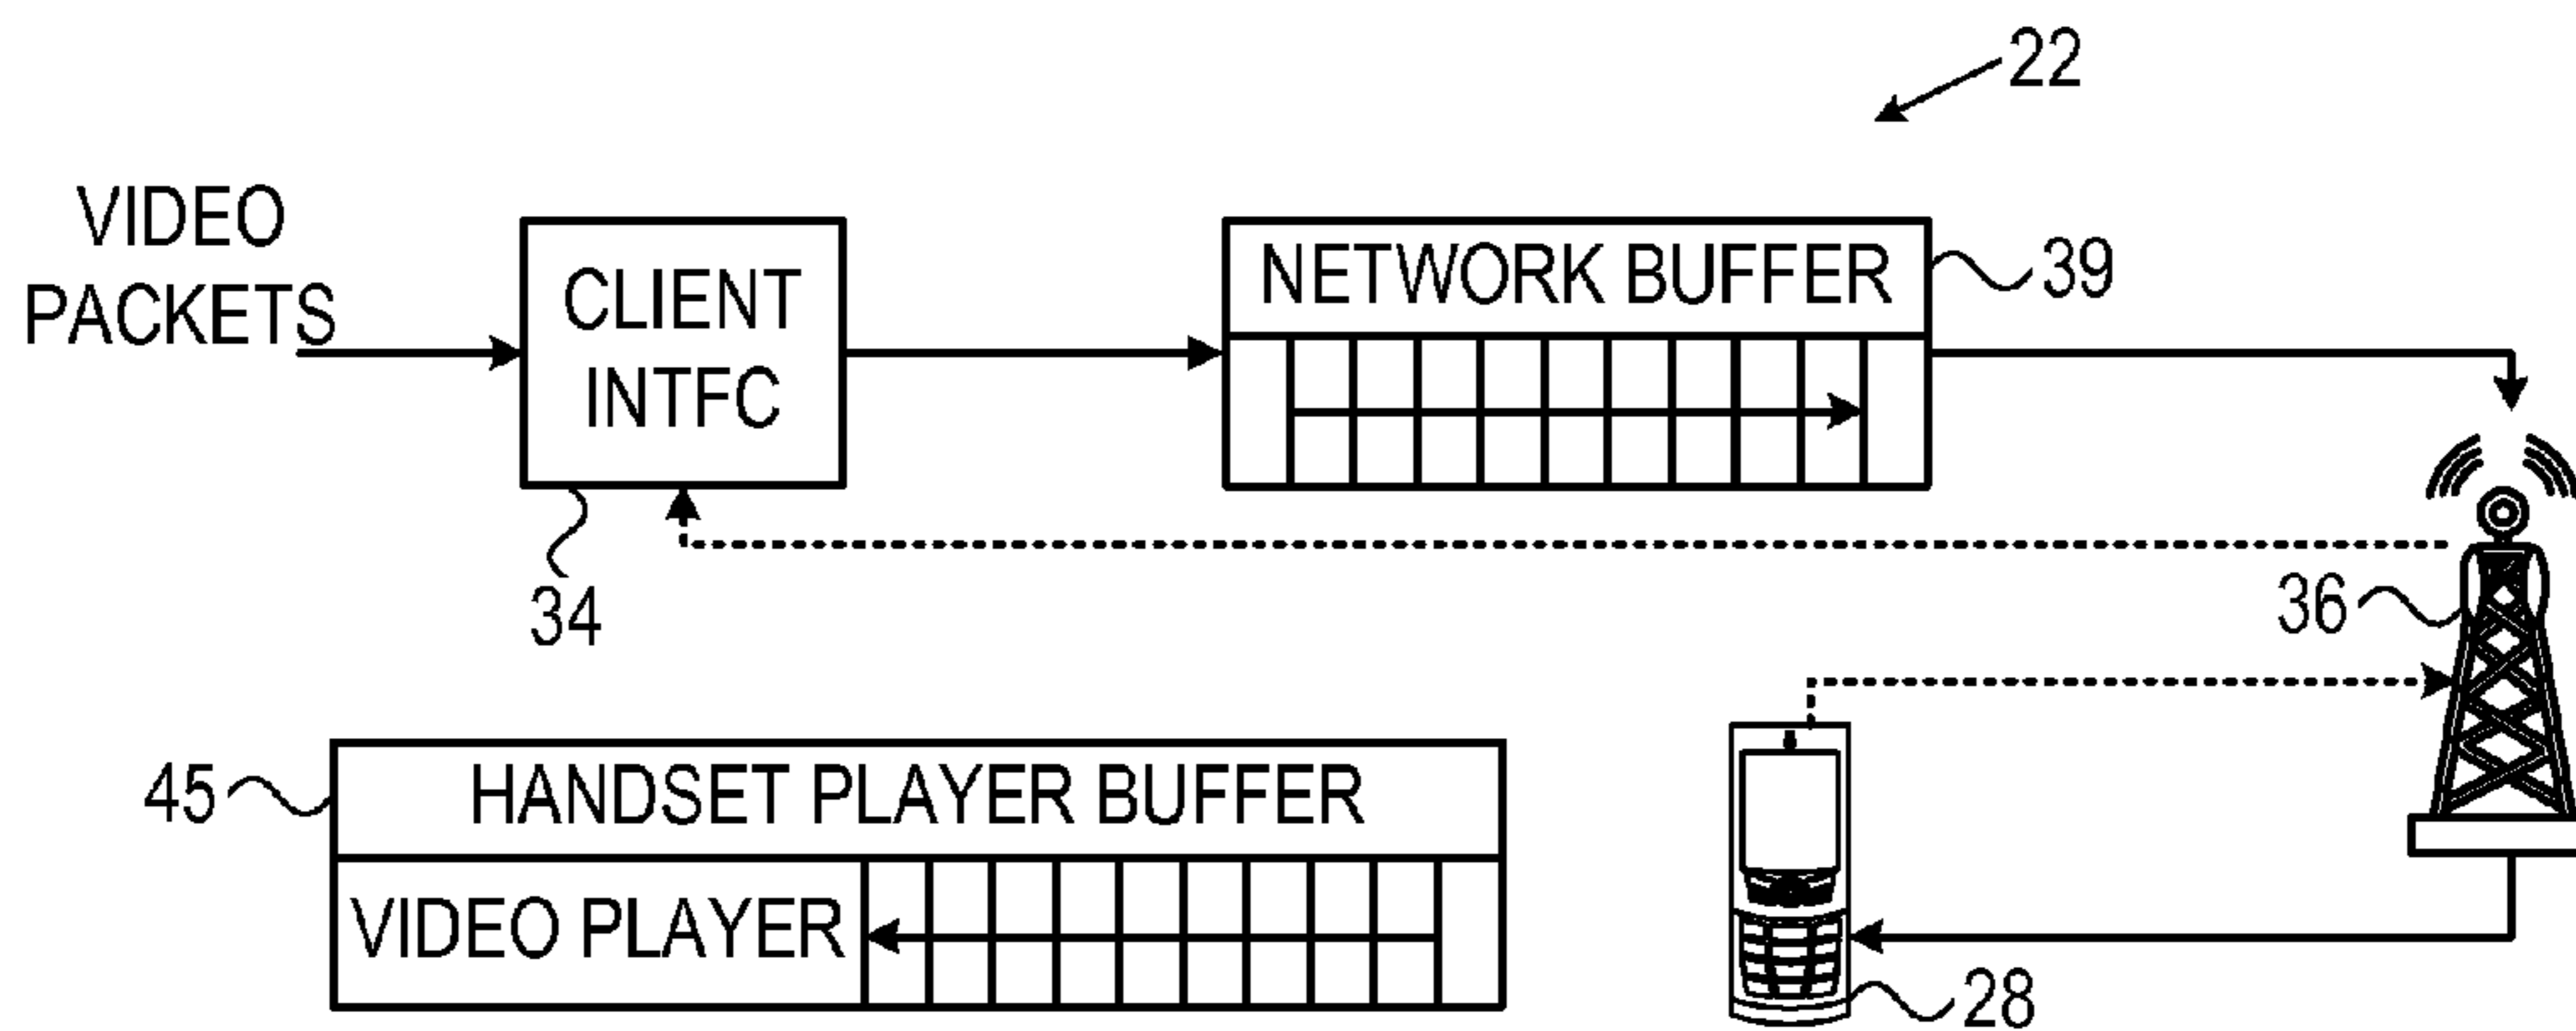 22
VIDEO
PACKETS
CLIENT
INTFC
NETWORK BUFFER
39
34
36
45
HANDSET PLAYER BUFFER
VIDEO PLAYER
28